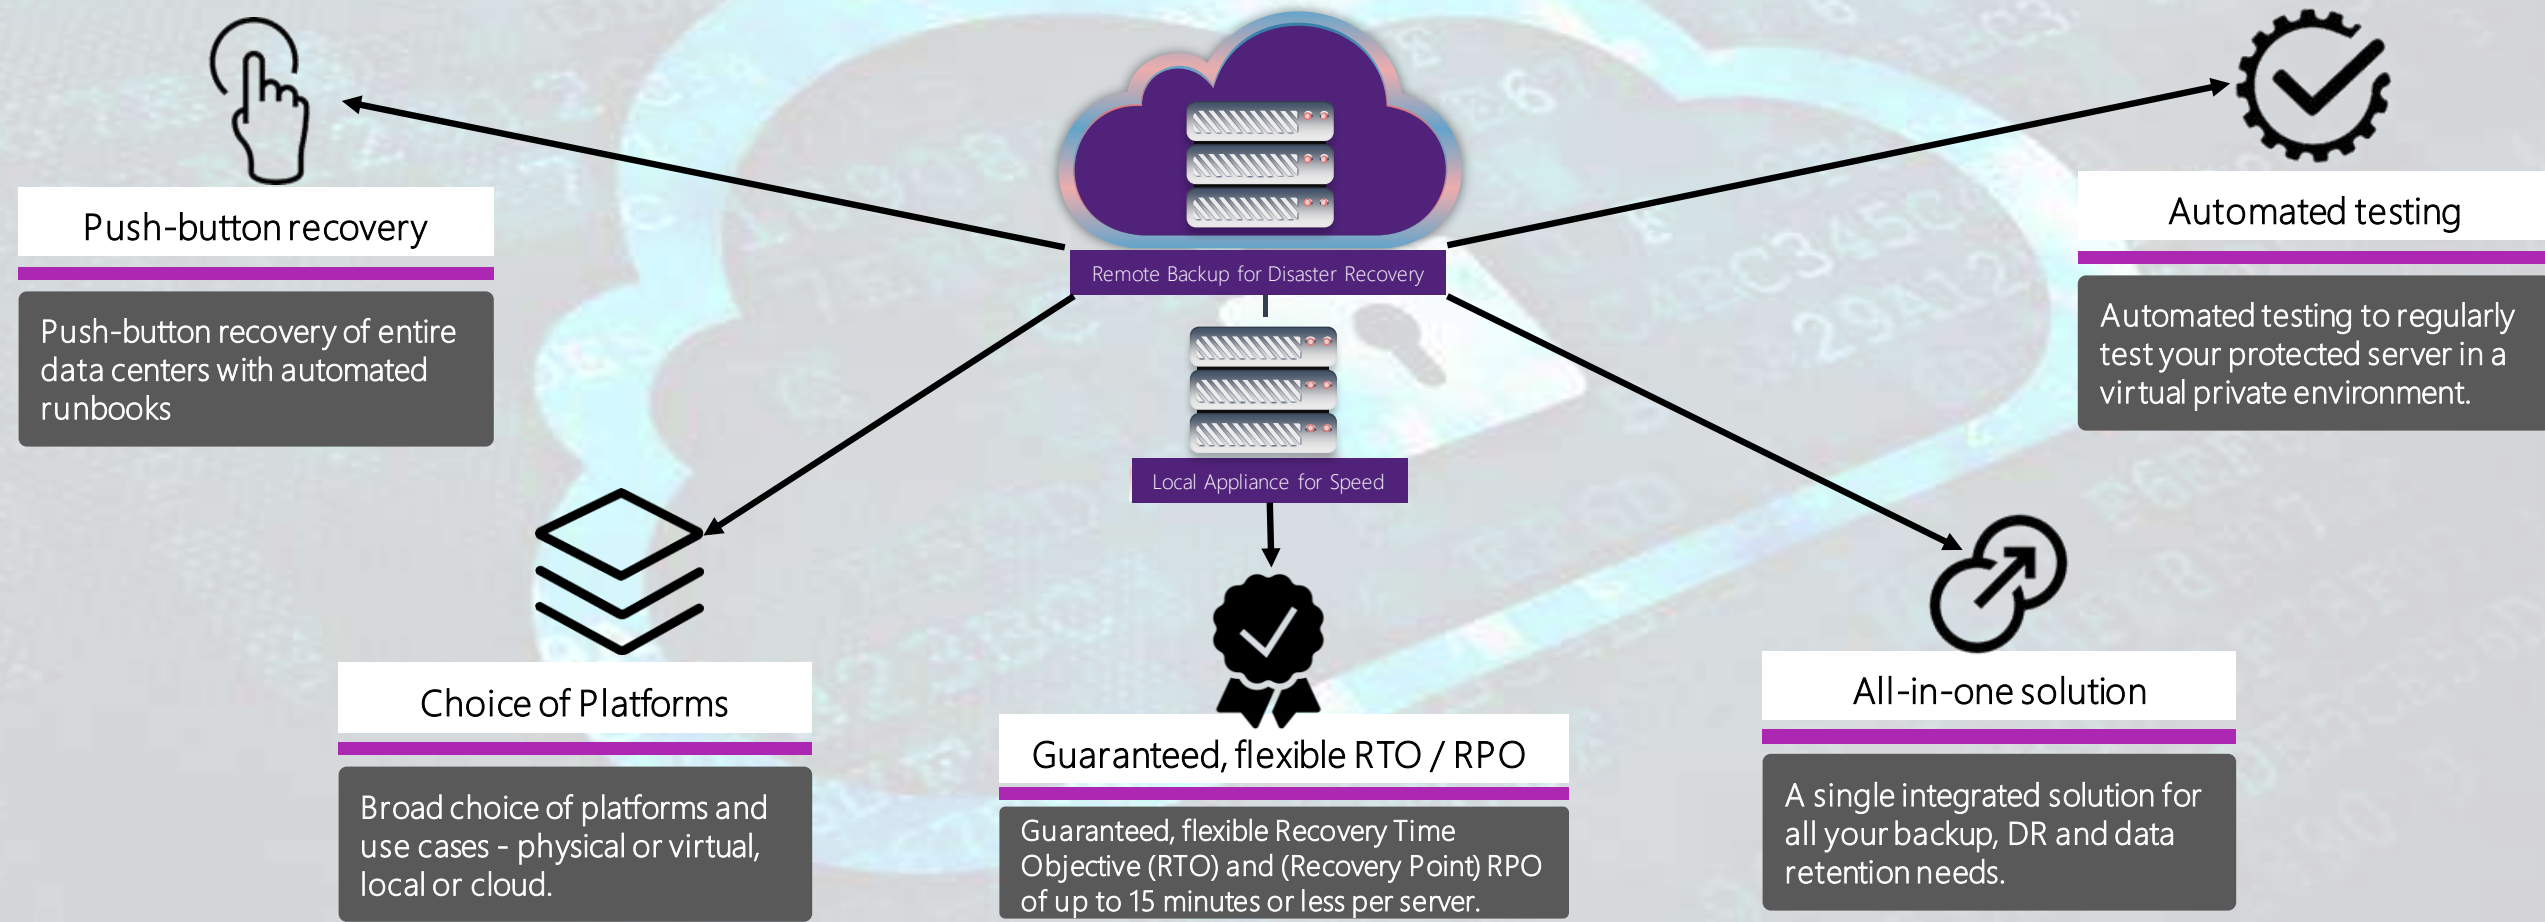 Remote Backup for Disaster Recovery
Local Appliance for Speed
Push-button recovery
Push-button recovery of entire
data centers with automated
runbooks
Automated testing
Automated testing to regularly
test your protected server in a
virtual private environment.
Choice of Platforms
Broad choice of platforms and
use cases - physical or virtual,
local or cloud.
Guaranteed, flexible RTO / RPO
Guaranteed, flexible Recovery Time
Objective (RTO) and (Recovery Point) RPO
of up to 15 minutes or less per server.
All-in-one solution
A single integrated solution for
all your backup, DR and data
retention needs.